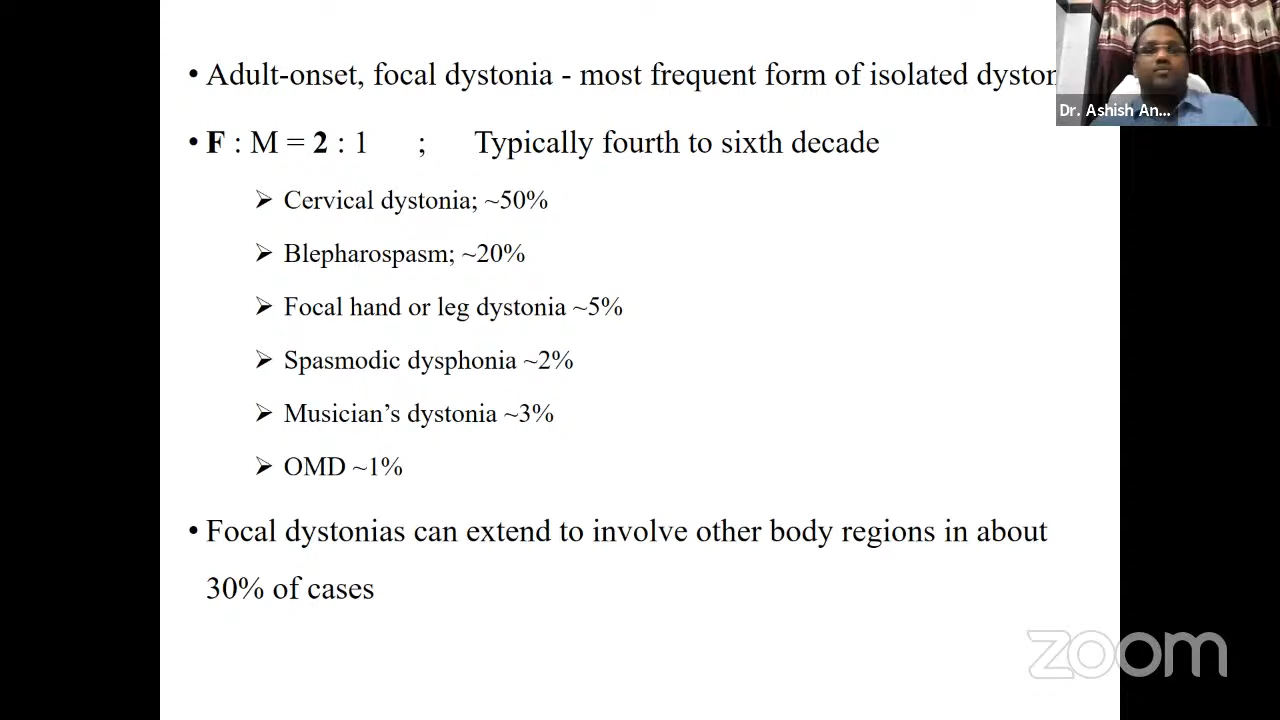 • Adult-onset, focal dystonia - most frequent form of isolated dyston
Dr. Ashish An...
• F : M = 2 : 1 ; Typically fourth to sixth decade
➢ Cervical dystonia; ~50%
➢ Blepharospasm; ~20%
➢ Focal hand or leg dystonia ~5%
➢ Spasmodic dysphonia ~2%
➢ Musician’s dystonia ~3%
➢ OMD ~1%
• Focal dystonias can extend to involve other body regions in about
30% of cases
zoom